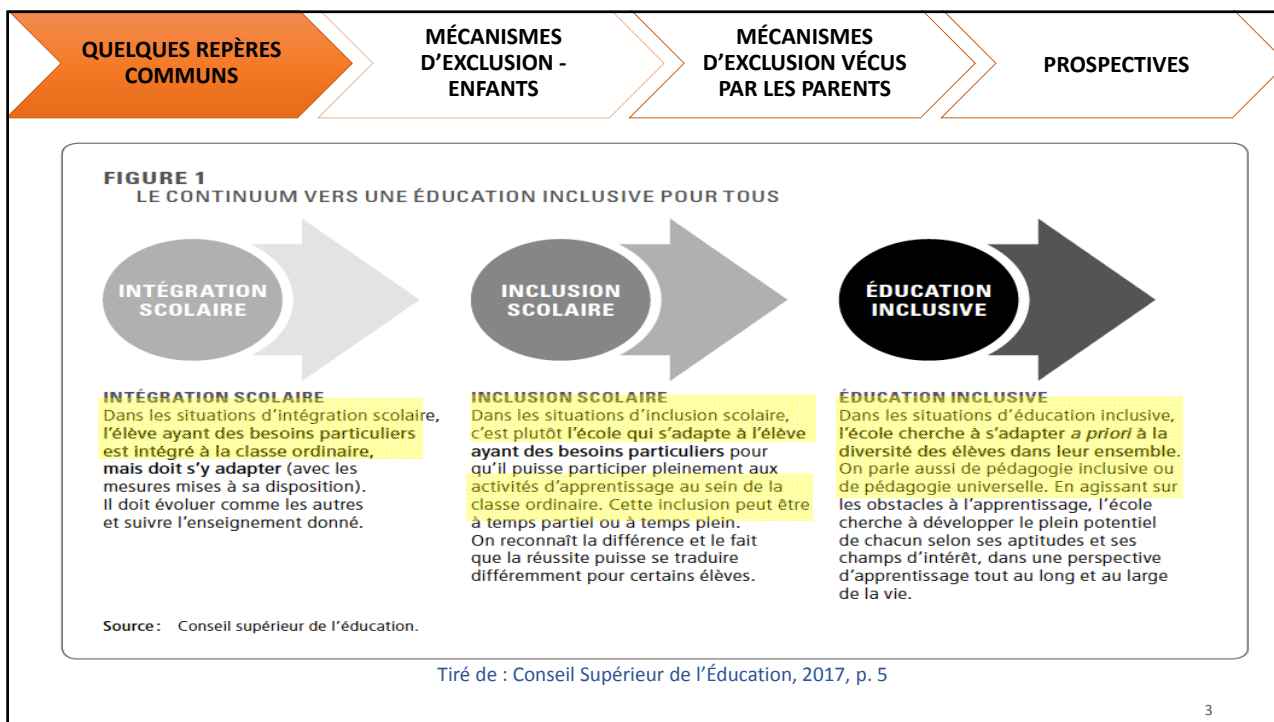 QUELQUES REPÈRES
COMMUNS
MÉCANISMES
D'EXCLUSION -
ENFANTS
MÉCANISMES
D'EXCLUSION VÉCUS
PAR LES PARENTS
PROSPECTIVES
FIGURE 1
LE CONTINUUM VERS UNE ÉDUCATION INCLUSIVE POUR TOUS
INTÉGRATION
SCOLAIRE
INCLUSION
SCOLAIRE
ÉDUCATION
INCLUSIVE
INTÉGRATION SCOLAIRE
Dans les situations d'intégration scolaire,
l'élève ayant des besoins particuliers
est intégré à la classe ordinaire,
mais doit s'y adapter (avec les
mesures mises à sa disposition).
Il doit évoluer comme les autres
et suivre l'enseignement donné.
INCLUSION SCOLAIRE
Dans les situations d'inclusion scolaire,
c'est plutôt l'école qui s'adapte à l'élève
ayant des besoins particuliers pour
qu'il puisse participer pleinement aux
activités d'apprentissage au sein de la
classe ordinaire. Cette inclusion peut être
à temps partiel ou à temps plein.
On reconnaît la différence et le fait
que la réussite puisse se traduire
différemment pour certains élèves.
ÉDUCATION INCLUSIVE
Dans les situations d'éducation inclusive,
l'école cherche à s'adapter a priori à la
diversité des élèves dans leur ensemble.
On parle aussi de pédagogie inclusive ou
de pédagogie universelle. En agissant sur
les obstacles à l'apprentissage, l'école
cherche à développer le plein potentiel
de chacun selon ses aptitudes et ses
champs d'intérêt, dans une perspective
d'apprentissage tout au long et au large
de la vie.
Source : Conseil supérieur de l'éducation.
Tiré de : Conseil Supérieur de l'Éducation, 2017, p. 5
3